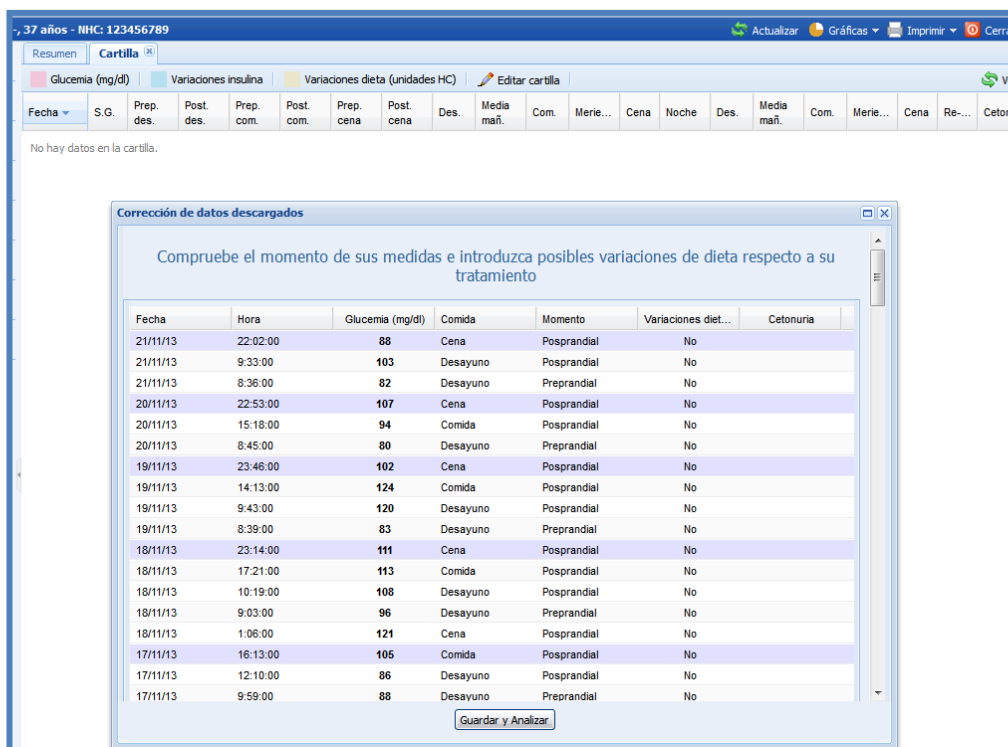 -, 37 años - NHC: 123456789 Actualizar Gráficas Imprimir Cerra
Resumen Cartilla
Glucemia (mg/dl) Variaciones insulina Variaciones dieta (unidades HC) Editar cartilla V
Fecha S.G. Prep. des. Post. des. Prep. com. Post. com. Prep. cena Post. cena Des. Media mañ. Com. Merie... Cena Noche Des. Media mañ. Com. Merie... Cena Re-... Cetor
No hay datos en la cartilla.
Corrección de datos descargados
Compruebe el momento de sus medidas e introduzca posibles variaciones de dieta respecto a su
tratamiento
Fecha Hora Glucemia (mg/dl) Comida Momento Variaciones diet... Cetonuria
21/11/13 22:02:00 88 Cena Posprandial No
21/11/13 9:33:00 103 Desayuno Posprandial No
21/11/13 8:36:00 82 Desayuno Preprandial No
20/11/13 22:53:00 107 Cena Posprandial No
20/11/13 15:18:00 94 Comida Posprandial No
20/11/13 8:45:00 80 Desayuno Preprandial No
19/11/13 23:46:00 102 Cena Posprandial No
19/11/13 14:13:00 124 Comida Posprandial No
19/11/13 9:43:00 120 Desayuno Posprandial No
19/11/13 8:39:00 83 Desayuno Preprandial No
18/11/13 23:14:00 111 Cena Posprandial No
18/11/13 17:21:00 113 Comida Posprandial No
18/11/13 10:19:00 108 Desayuno Posprandial No
18/11/13 9:03:00 96 Desayuno Preprandial No
18/11/13 1:06:00 121 Cena Posprandial No
17/11/13 16:13:00 105 Comida Posprandial No
17/11/13 12:10:00 86 Desayuno Posprandial No
17/11/13 9:59:00 88 Desayuno Preprandial No
Guardar y Analizar